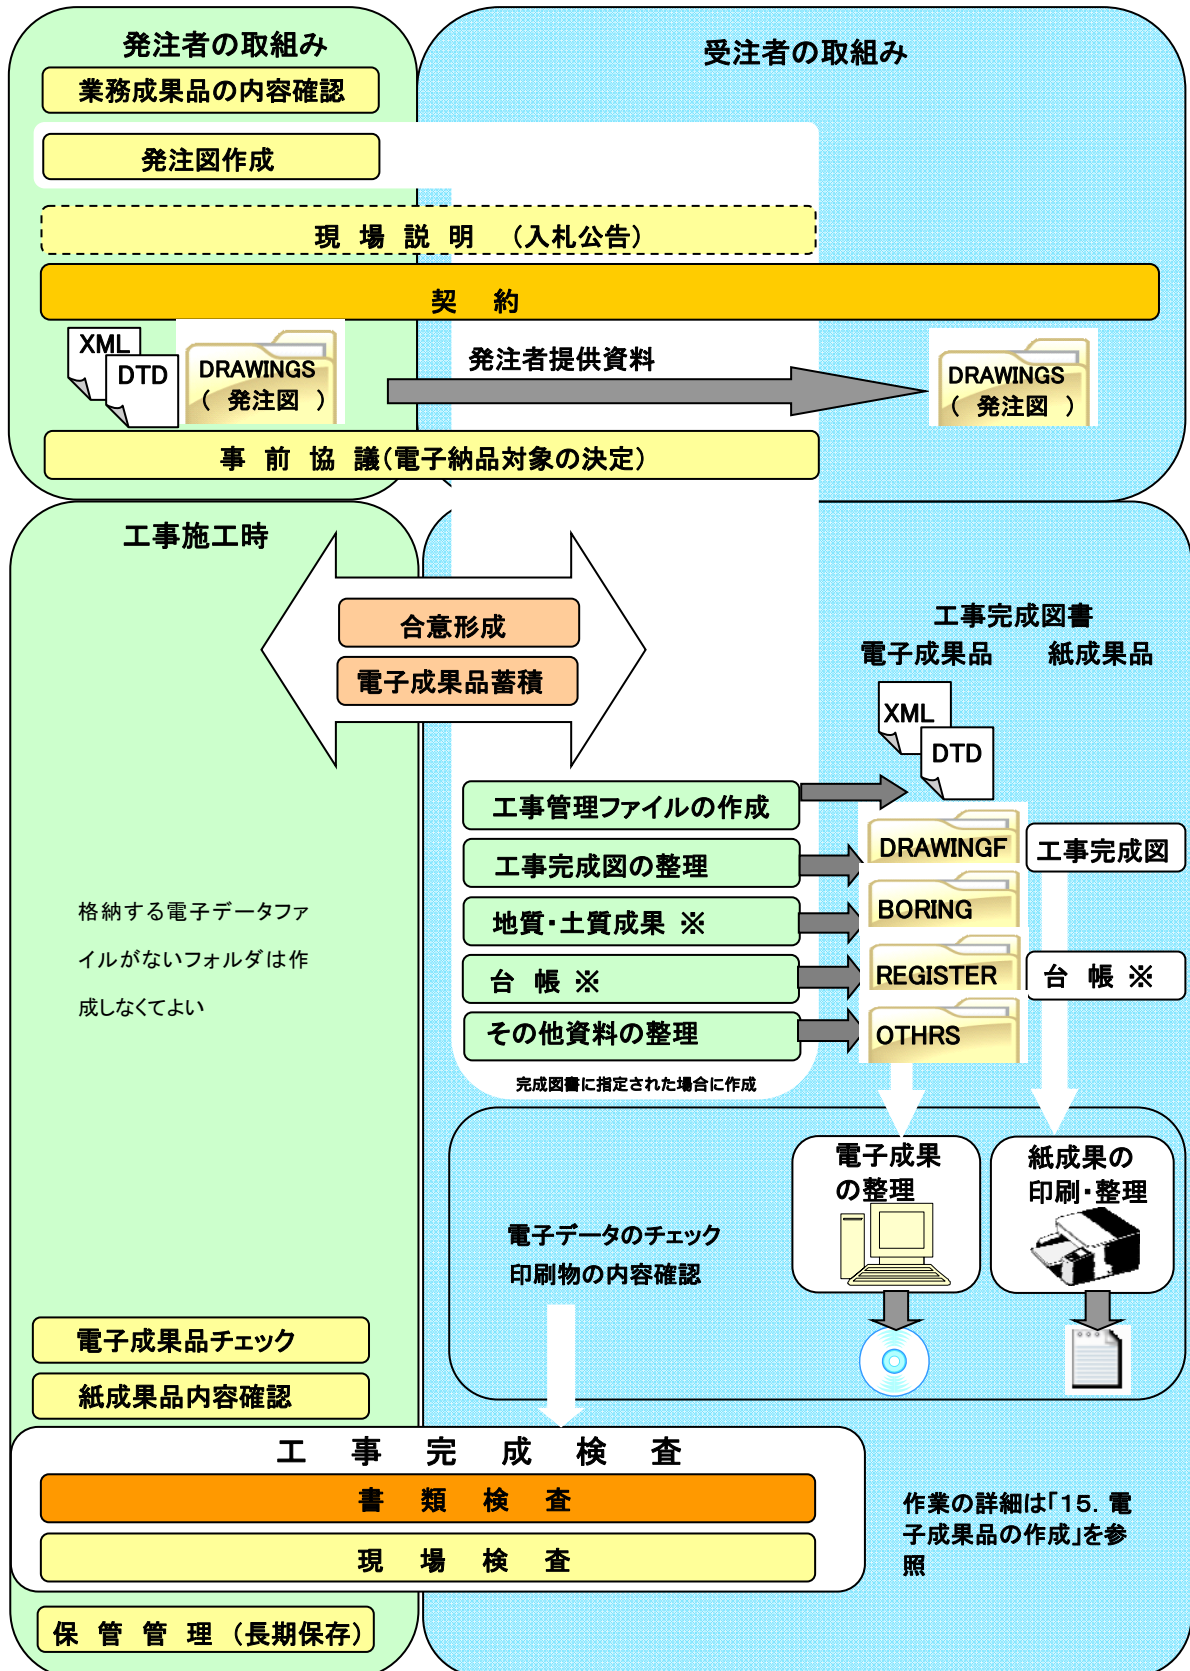 発注者の取組み
受注者の取組み
業務成果品の内容確認
発注図作成
現 場 説 明 （入札公告）
契 約
XML
DTD
DRAWINGS
( 発注図 )
発注者提供資料
DRAWINGS
( 発注図 )
事 前 協 議(電子納品対象の決定)
工事施工時
合意形成
電子成果品蓄積
工事完成図書
電子成果品 紙成果品
XML
DTD
工事管理ファイルの作成
工事完成図の整理
DRAWINGF
工事完成図
地質・土質成果 ※
BORING
台 帳 ※
REGISTER
台 帳 ※
その他資料の整理
OTHRS
完成図書に指定された場合に作成
格納する電子データファ
イルがないフォルダは作
成しなくてよい
電子成果
の整理
紙成果の
印刷・整理
電子データのチェック
印刷物の内容確認
電子成果品チェック
紙成果品内容確認
工 事 完 成 検 査
書 類 検 査
現 場 検 査
作業の詳細は「15. 電
子成果品の作成」を参
照
保 管 管 理 (長期保存)